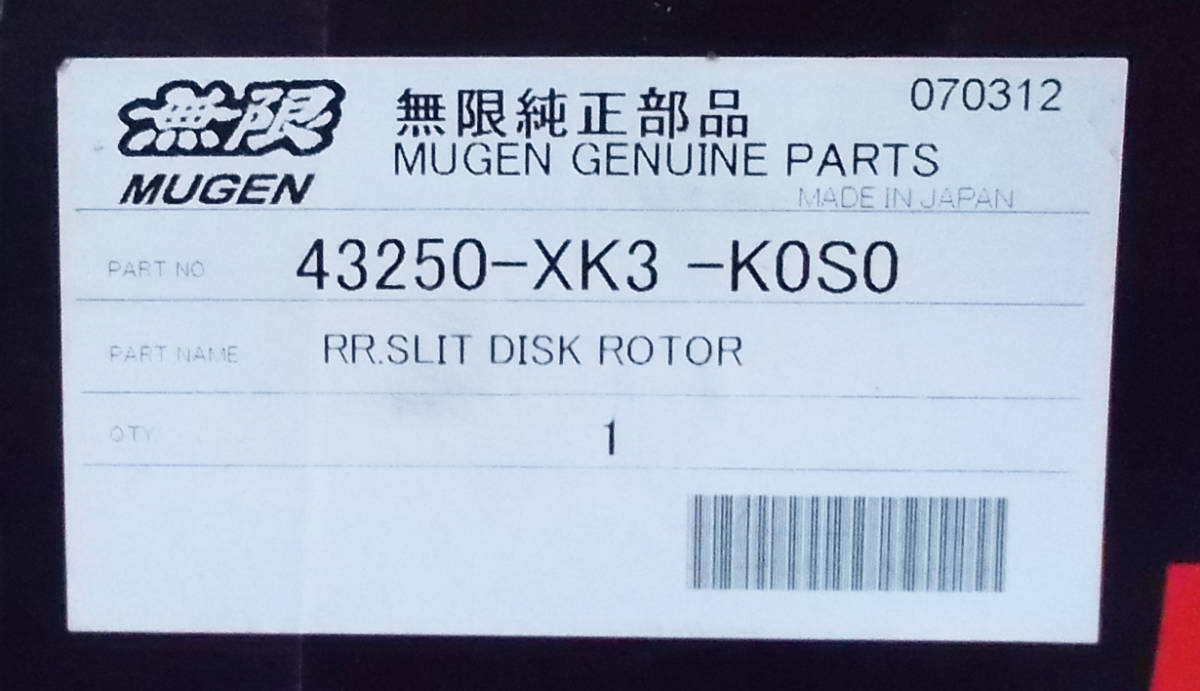 無限
MUGEN
無限純正部品
070312
MUGEN GENUINE PARTS
MADE IN JAPAN
PART NO 43250-XK3 -K0S0
PART NAME RR.SLIT DISK ROTOR
QTY 1